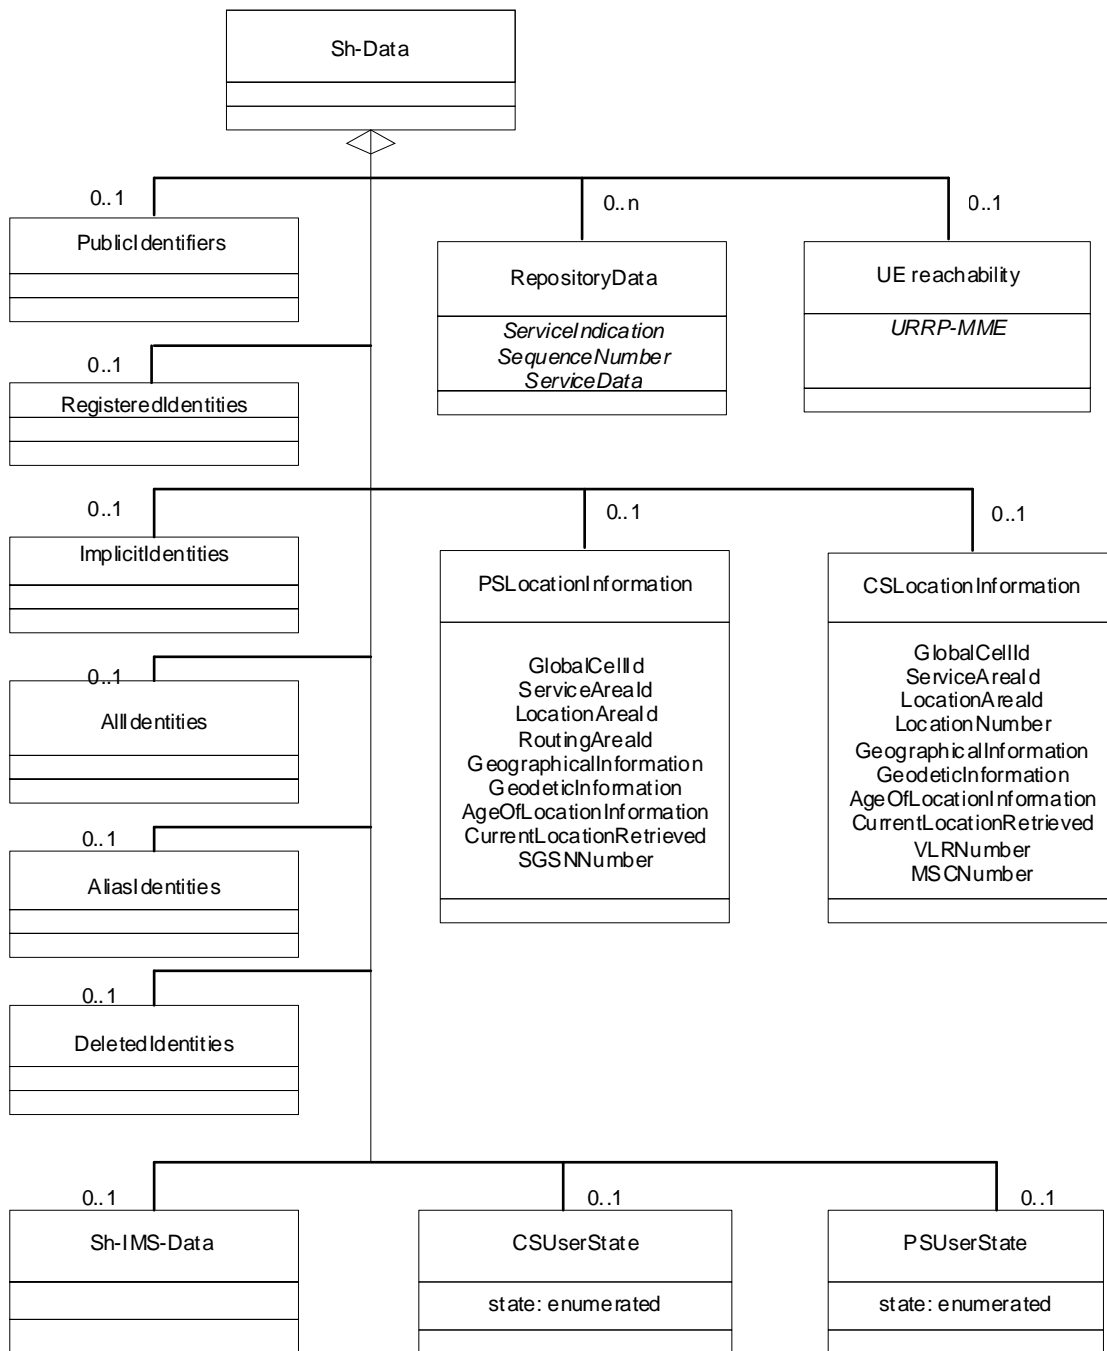 Sh-Data
0..1
0..n
0..1
PublicIdentifiers
RepositoryData
ServiceIndication
SequenceNumber
ServiceData
UE reachability
URRP-MME
0..1
RegisteredIdentities
0..1
0..1
0..1
ImplicitIdentities
PSLocationInformation
GlobalCellId
ServiceAreaId
LocationAreaId
RoutingAreaId
GeographicalInformation
GeodeticInformation
AgeOfLocationInformation
CurrentLocationRetrieved
SGSNNumber
CSLocationInformation
GlobalCellId
ServiceAreaId
LocationAreaId
LocationNumber
GeographicalInformation
GeodeticInformation
AgeOfLocationInformation
CurrentLocationRetrieved
VLRNumber
MSCNumber
0..1
AllIdentities
0..1
AliasIdentities
0..1
DeletedIdentities
0..1
0..1
0..1
Sh-IMS-Data
CSUserState
state: enumerated
PSUserState
state: enumerated